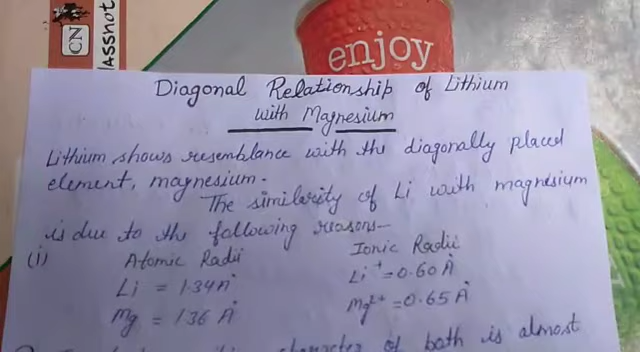 CN
Assnot
enjoy
Diagonal Relationship of Lithium
with Magnesium
Lithium shows resemblance with the diagonally placed
element, magnesium.
The similarity of Li with magnesium
is due to the following reasons—
(i) Atomic Radii Ionic Radii
Li = 1.34 Å Li⁺ = 0.60 Å
Mg = 1.36 Å Mg²⁺ = 0.65 Å
character of both is almost